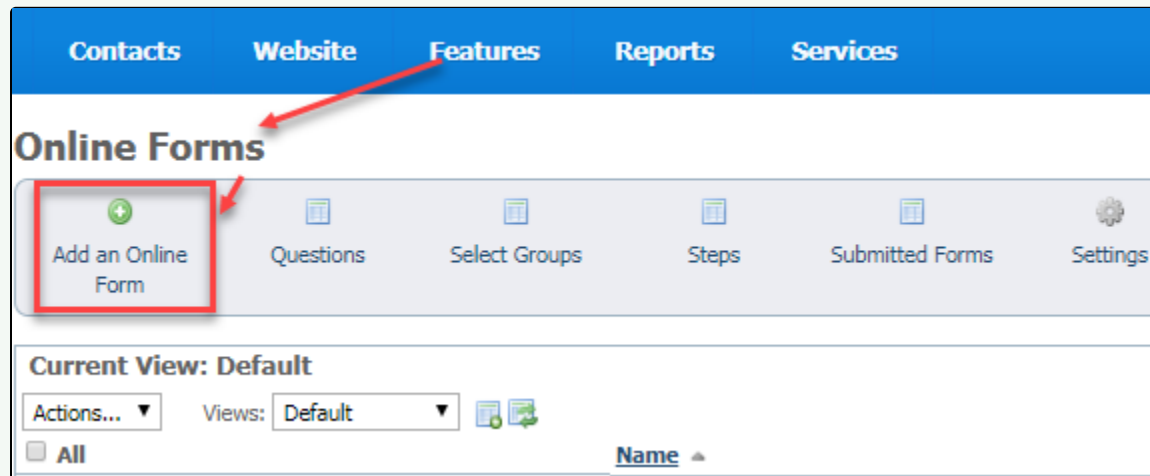 Contacts Website Features Reports Services
Online Forms
Add an Online Form
Questions
Select Groups
Steps
Submitted Forms
Settings
Current View: Default
Actions... Views: Default
All Name